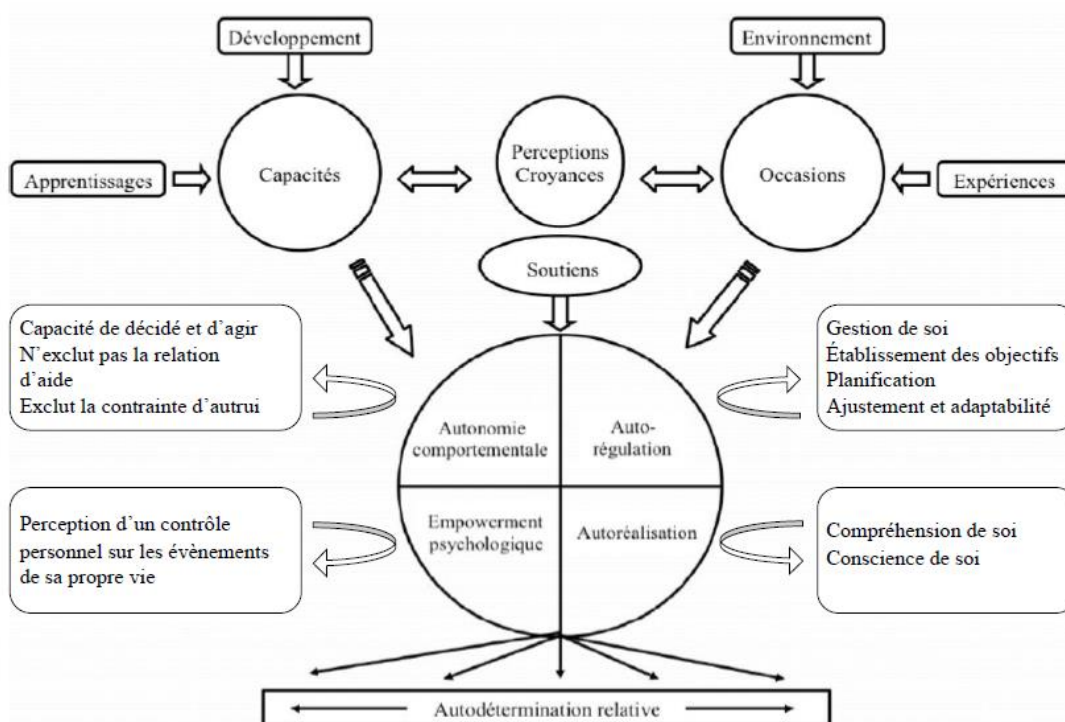 Développement
Environnement
Apprentissages
Capacités
Perceptions
Croyances
Occasions
Expériences
Soutiens
Capacité de décidé et d'agir
N'exclut pas la relation
d'aide
Exclut la contrainte d'autrui
Gestion de soi
Établissement des objectifs
Planification
Ajustement et adaptabilité
Autonomie
comportementale
Auto-
régulation
Empowerment
psychologique
Autoréalisation
Perception d'un contrôle
personnel sur les évènements
de sa propre vie
Compréhension de soi
Conscience de soi
Autodétermination relative